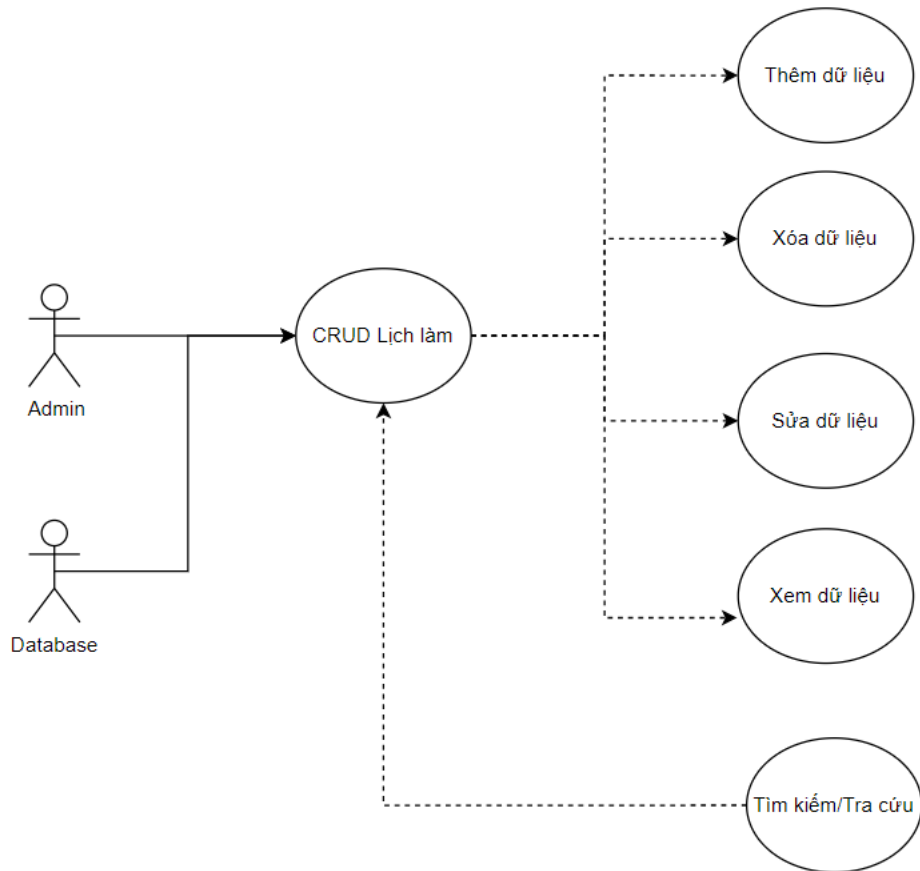 Thêm dữ liệu
Xóa dữ liệu
CRUD Lịch làm
Admin
Sửa dữ liệu
Database
Xem dữ liệu
Tìm kiếm/Tra cứu